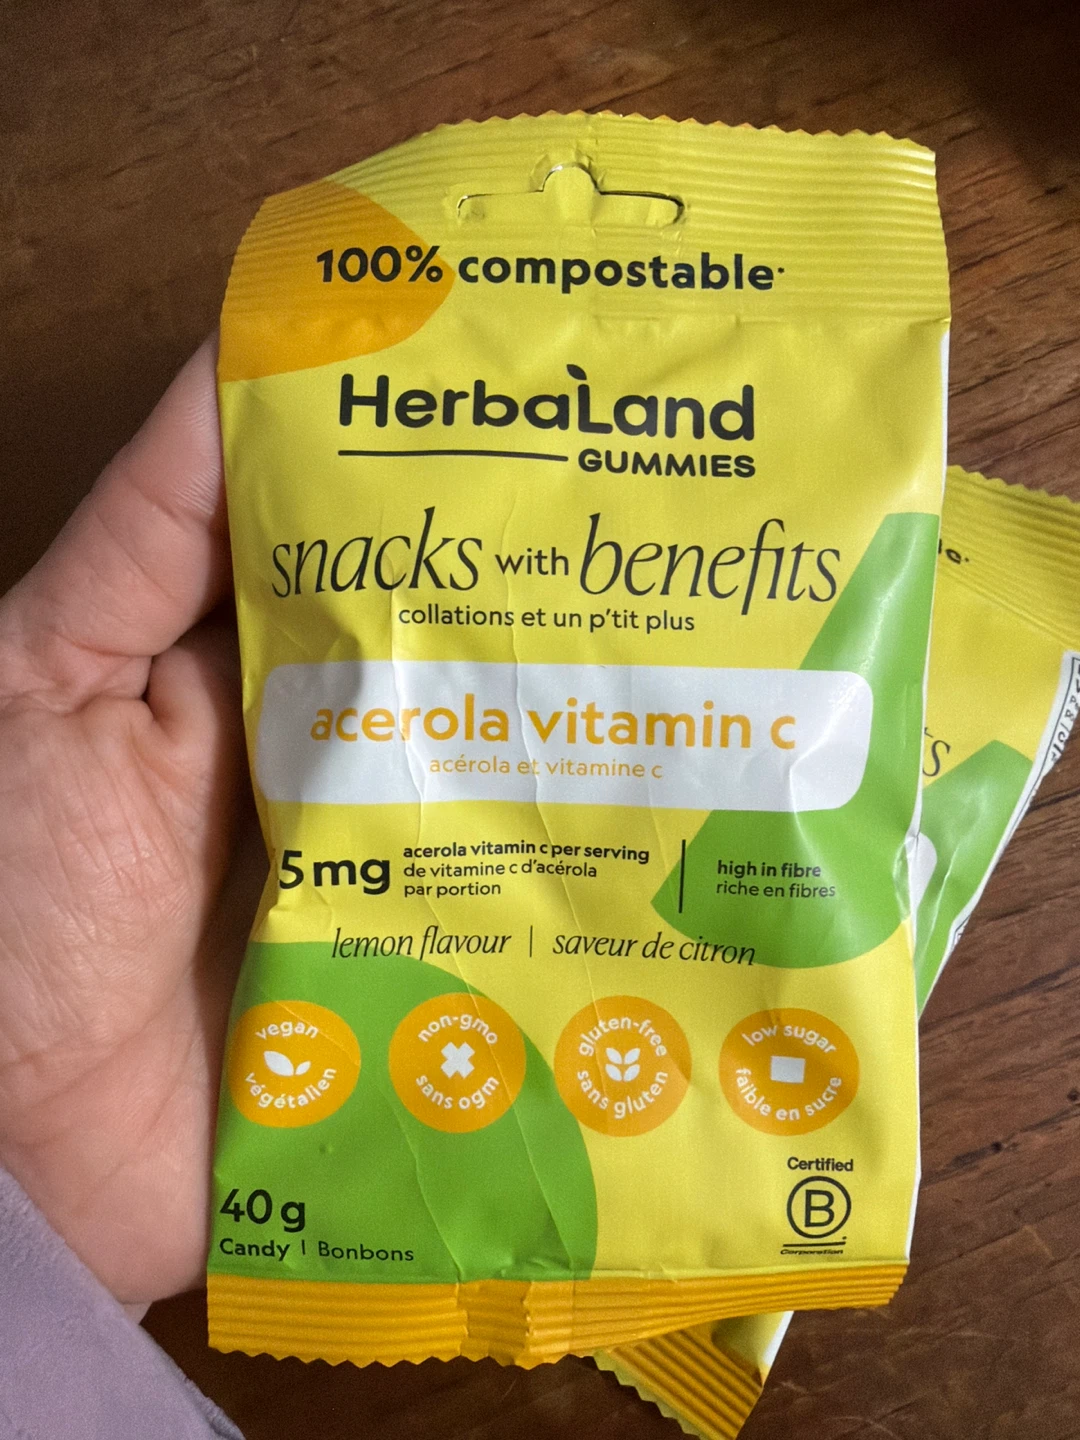 100% compostable*
HerbaLand
GUMMIES
snacks with benefits
collations et un p'tit plus
acerola vitamin c
acérola et vitamine c
5 mg
acerola vitamin c per serving
de vitamine c d'acérola
par portion
high in fibre
riche en fibres
lemon flavour | saveur de citron
vegan
végétalien
non-gmo
sans ogm
gluten-free
sans gluten
low sugar
faible en sucre
40 g
Candy | Bonbons
Certified
B
Corporation